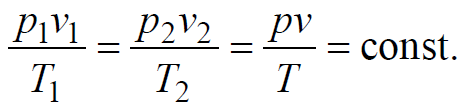 p₁v₁/T₁ = p₂v₂/T₂ = pv/T = const.